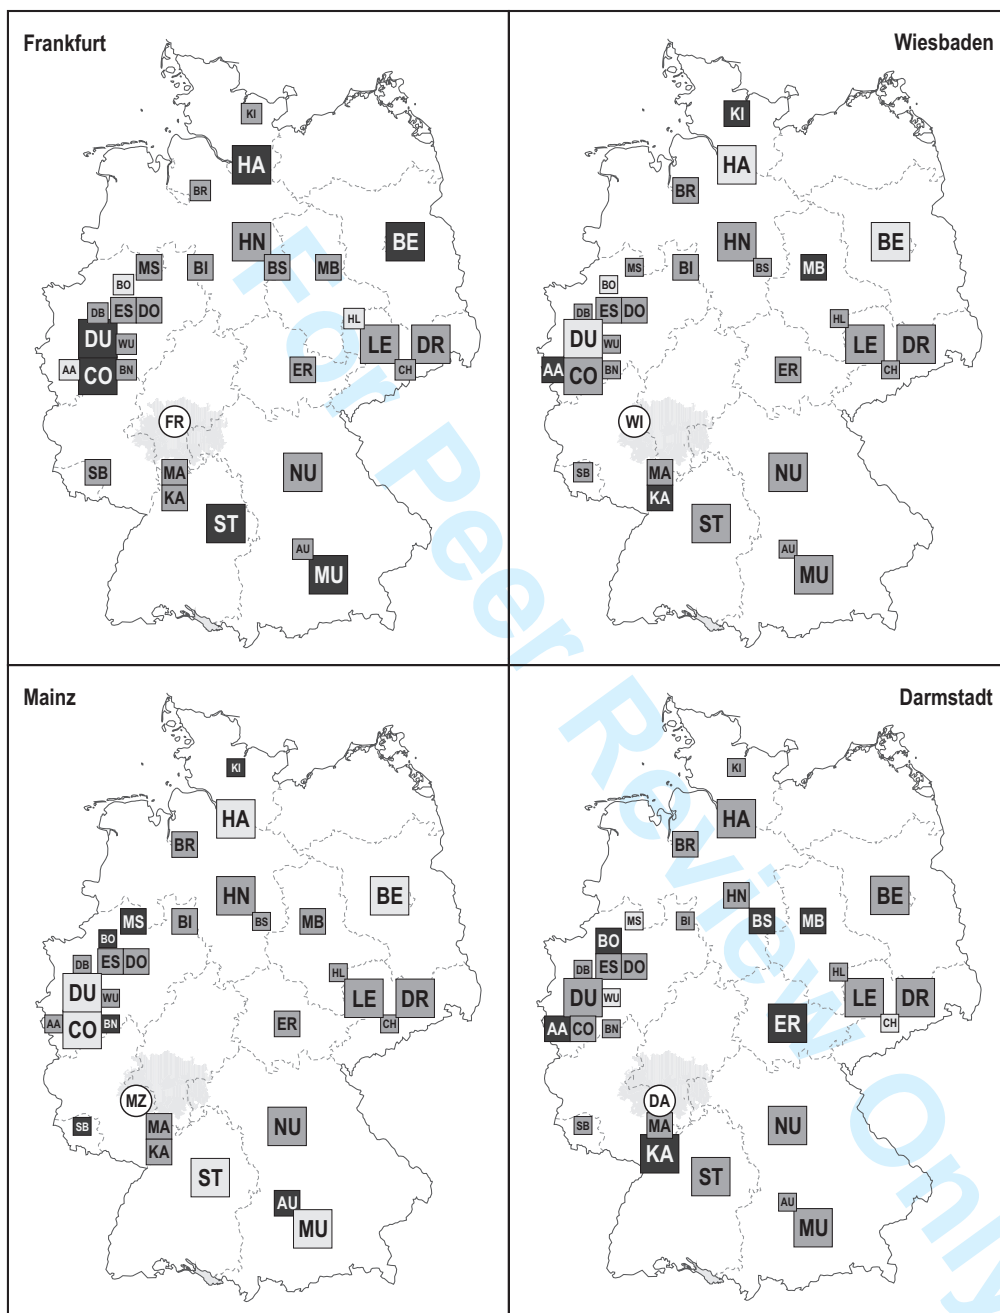 Frankfurt
KI
HA
BR
HN
BE
MS
BI
BS
MB
BO
DB
ES
DO
HL
DU
WU
LE
DR
AA
CO
BN
ER
CH
FR
SB
MA
NU
KA
ST
AU
MU
Wiesbaden
KI
HA
BR
HN
BE
MS
BI
BS
MB
BO
DB
ES
DO
HL
DU
WU
LE
DR
AA
CO
BN
ER
CH
WI
SB
MA
NU
KA
ST
AU
MU
Mainz
KI
HA
BR
HN
BE
MS
BI
BS
MB
BO
DB
ES
DO
HL
DU
WU
LE
DR
AA
CO
BN
ER
CH
MZ
SB
MA
NU
KA
ST
AU
MU
Darmstadt
KI
HA
BR
HN
BE
MS
BI
BS
MB
BO
DB
ES
DO
HL
DU
WU
LE
DR
AA
CO
BN
ER
CH
DA
SB
MA
NU
KA
ST
AU
MU
For Peer Review Only